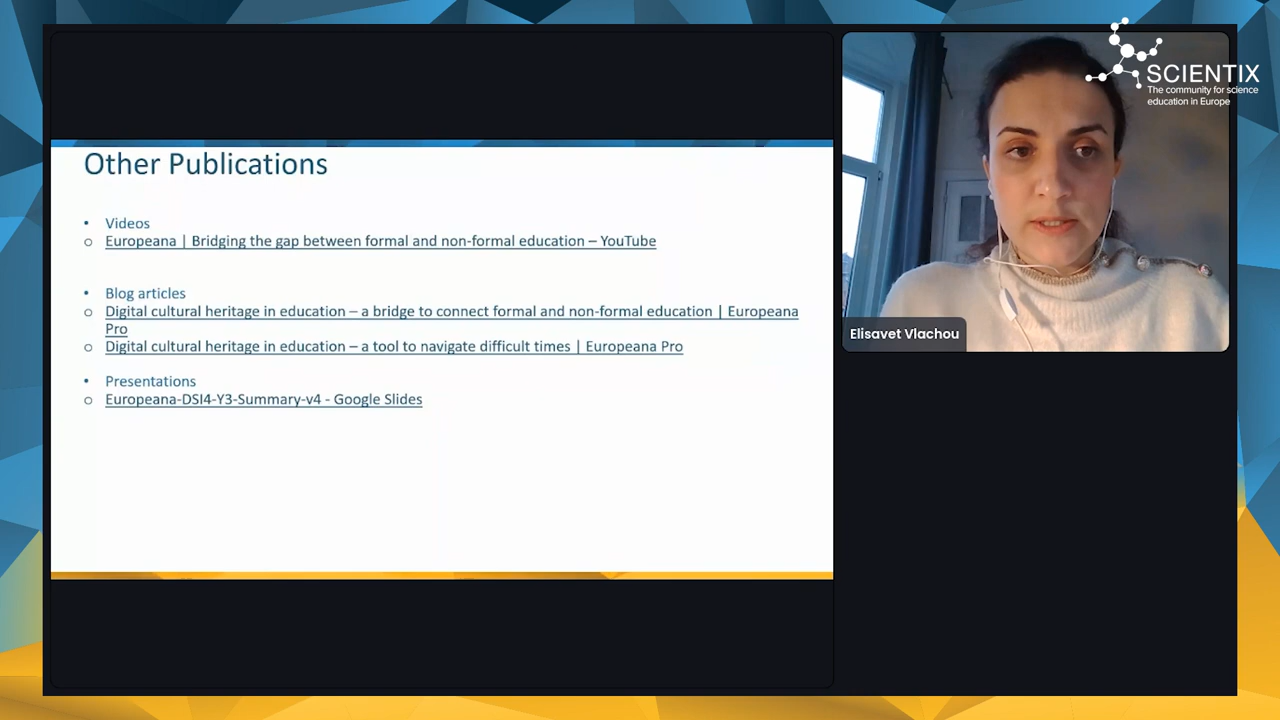 Other Publications
• Videos
o Europeana | Bridging the gap between formal and non-formal education – YouTube
• Blog articles
o Digital cultural heritage in education – a bridge to connect formal and non-formal education | Europeana
Pro
o Digital cultural heritage in education – a tool to navigate difficult times | Europeana Pro
• Presentations
o Europeana-DSI4-Y3-Summary-v4 - Google Slides
SCIENTIX
The community for science
education in Europe
Elisavet Vlachou